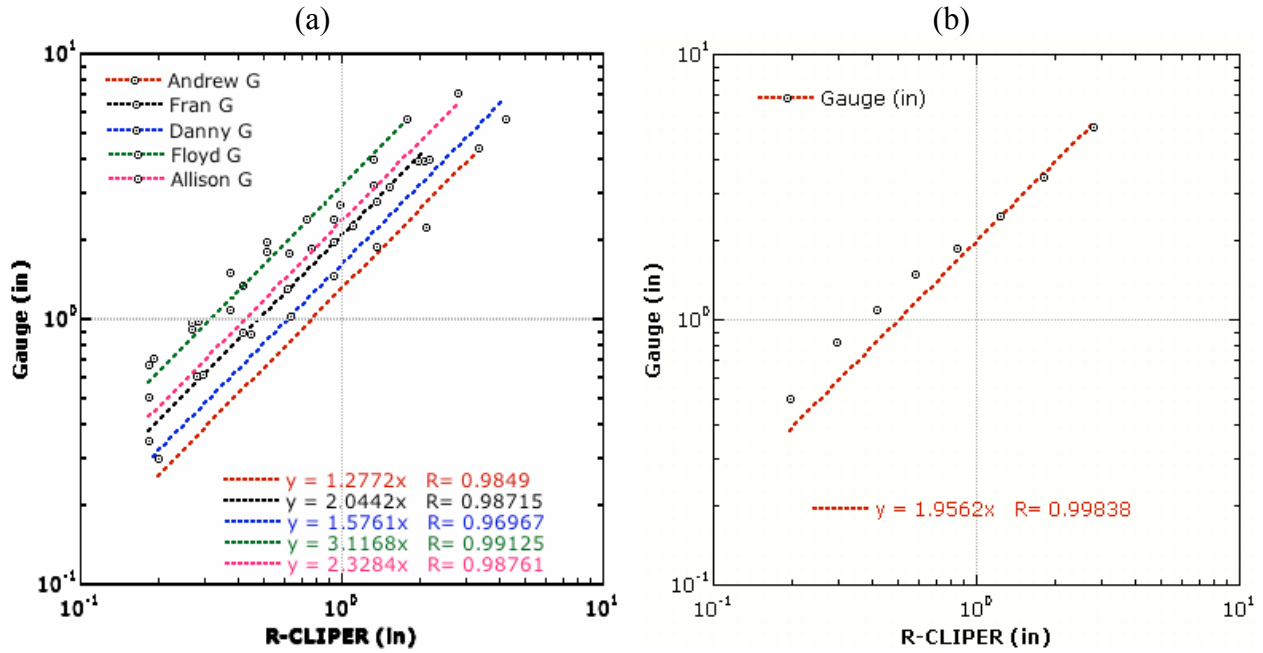 (a)
10¹
Andrew G
Fran G
Danny G
Floyd G
Allison G
Gauge (in)
10⁰
y = 1.2772x R= 0.9849
y = 2.0442x R= 0.98715
y = 1.5761x R= 0.96967
y = 3.1168x R= 0.99125
y = 2.3284x R= 0.98761
10⁻¹
10⁻¹ 10⁰ 10¹
R-CLIPER (in)
(b)
10¹
Gauge (in)
Gauge (in)
10⁰
y = 1.9562x R= 0.99838
10⁻¹
10⁻¹ 10⁰ 10¹
R-CLIPER (in)